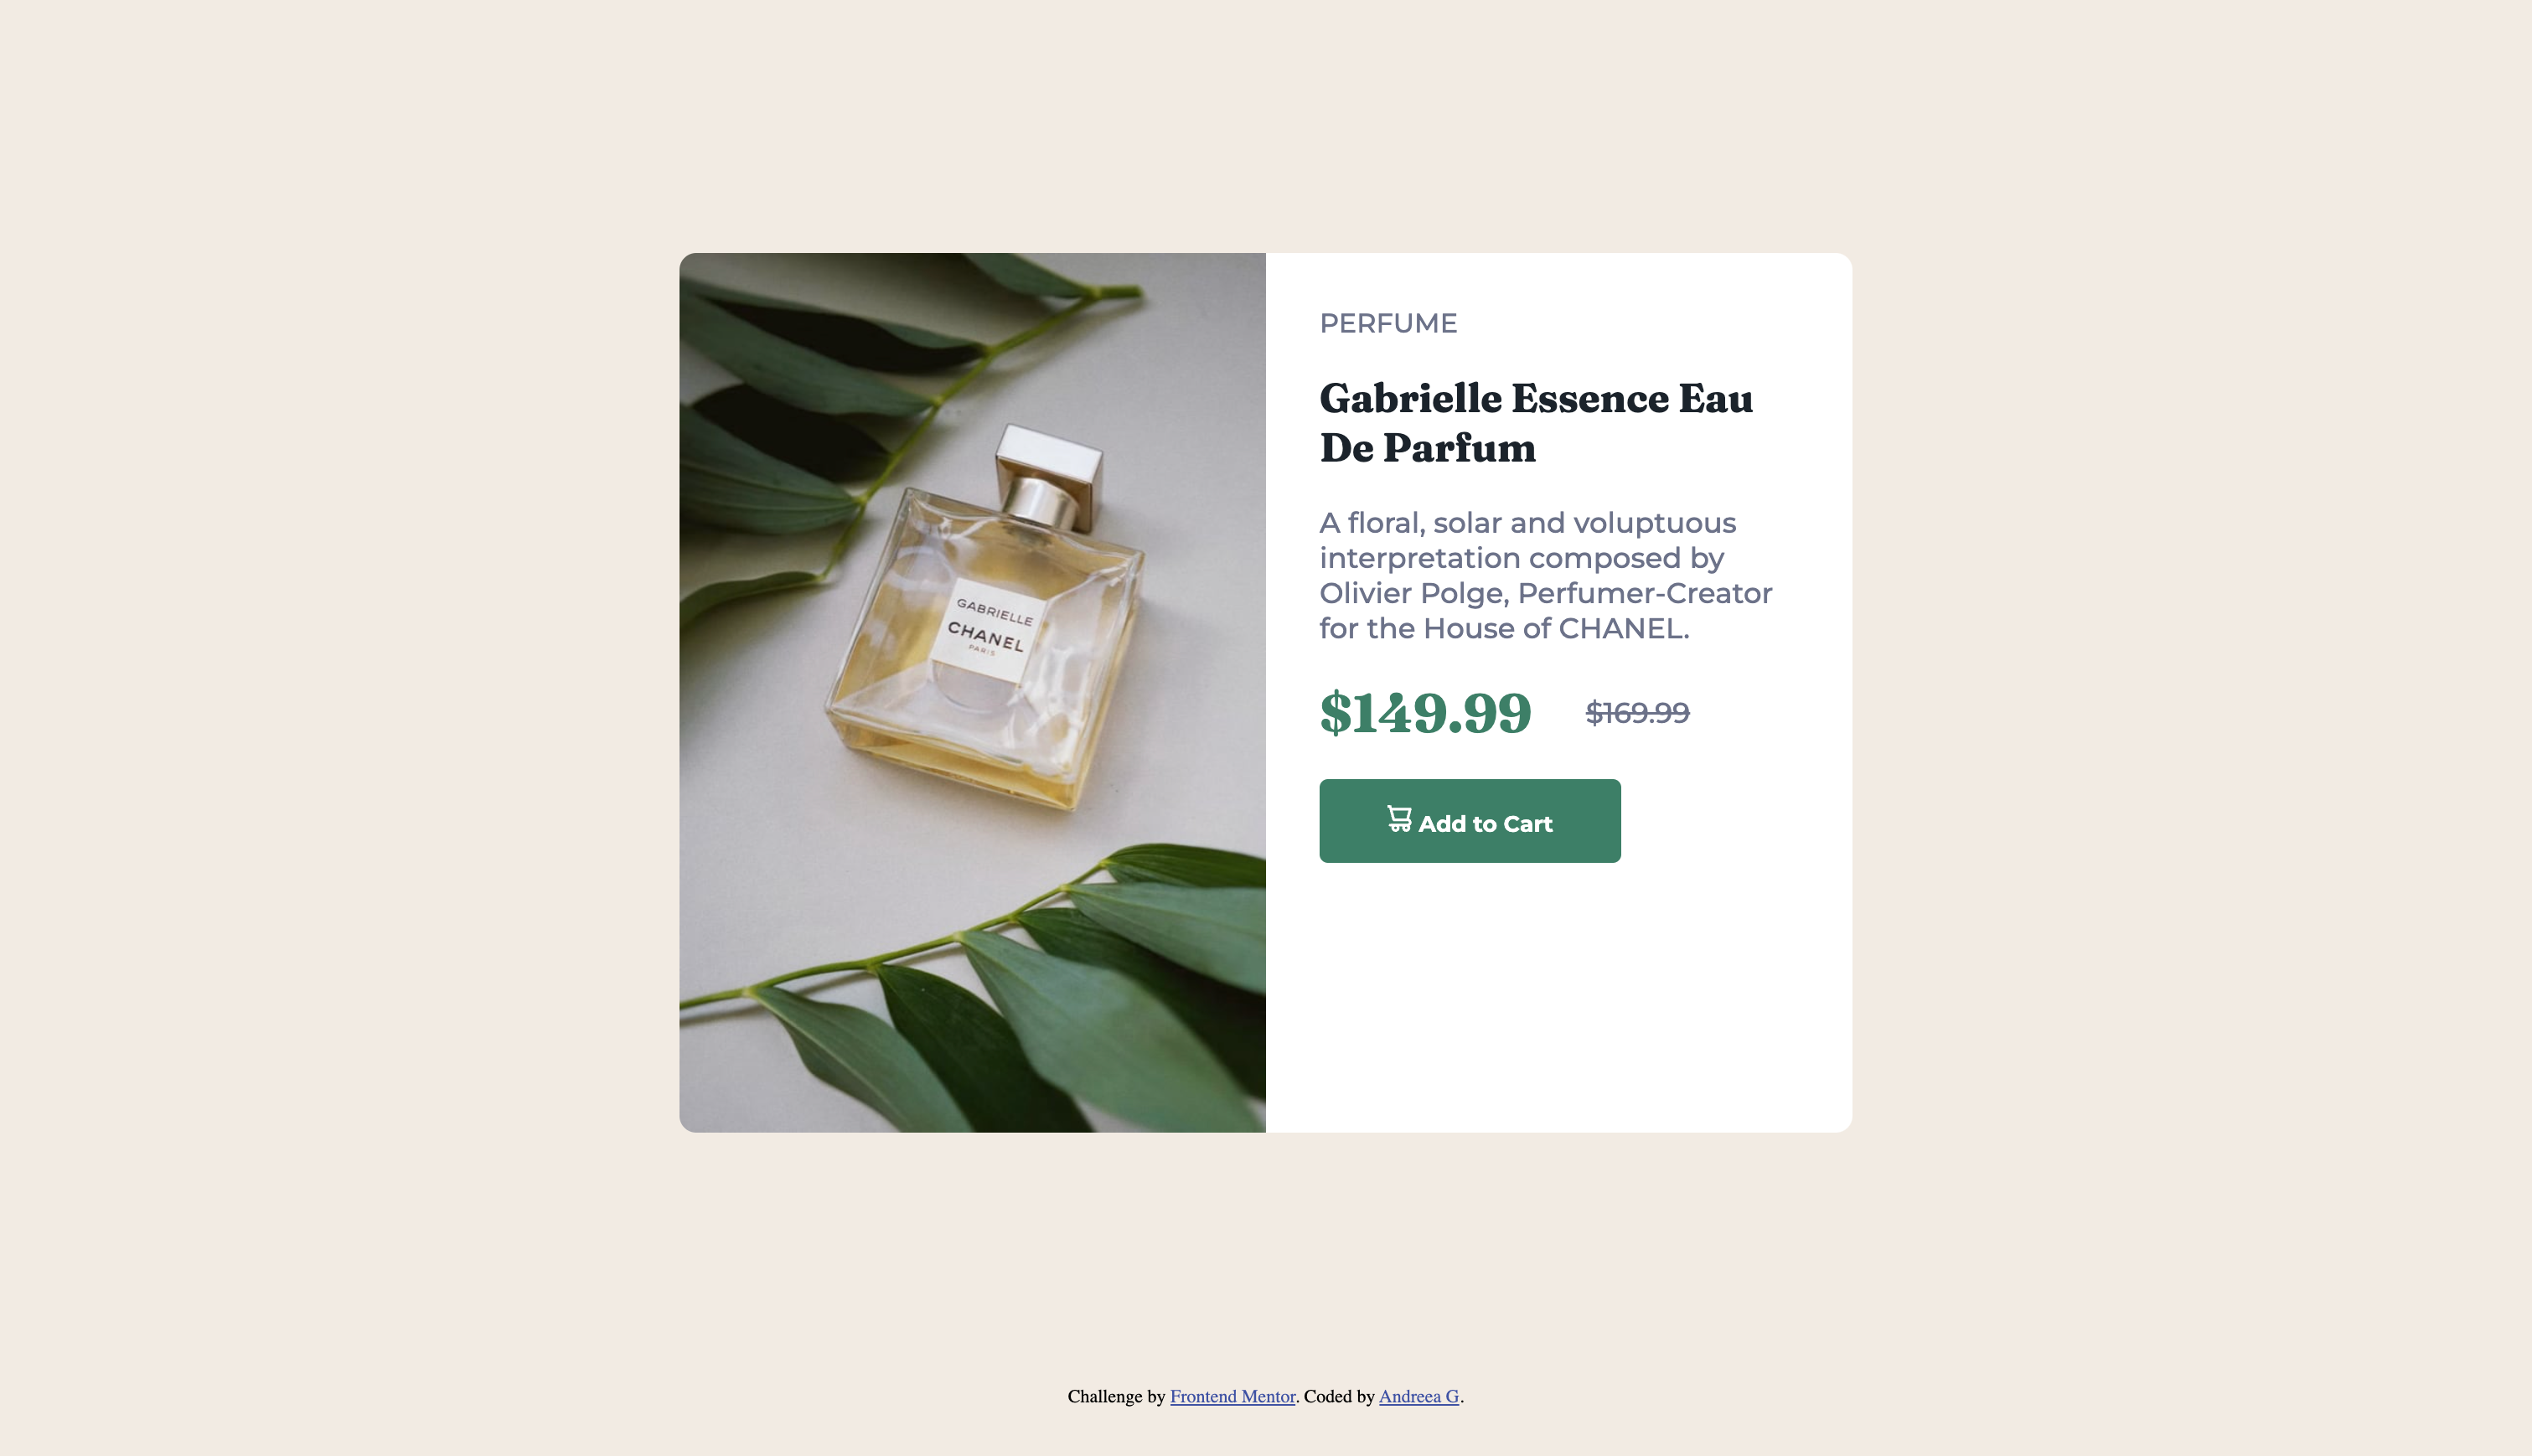 GABRIELLE
CHANEL
PARIS
PERFUME
Gabrielle Essence Eau
De Parfum
A floral, solar and voluptuous
interpretation composed by
Olivier Polge, Perfumer-Creator
for the House of CHANEL.
$149.99 $169.99
Add to Cart
Challenge by Frontend Mentor. Coded by Andreea G.